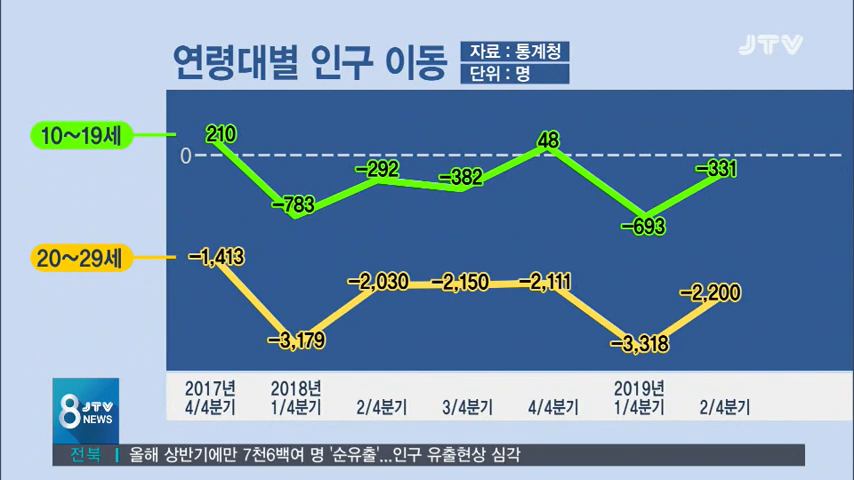 JTV
연령대별 인구 이동
자료 : 통계청
단위 : 명
10~19세
210
0
-783
-292
-382
48
-693
-331
20~29세
-1,413
-3,179
-2,030
-2,150
-2,111
-3,318
-2,200
2017년 2018년 2019년
4/4분기 1/4분기 2/4분기 3/4분기 4/4분기 1/4분기 2/4분기
8 JTV
NEWS
전북 올해 상반기에만 7천6백여 명 '순유출'...인구 유출현상 심각